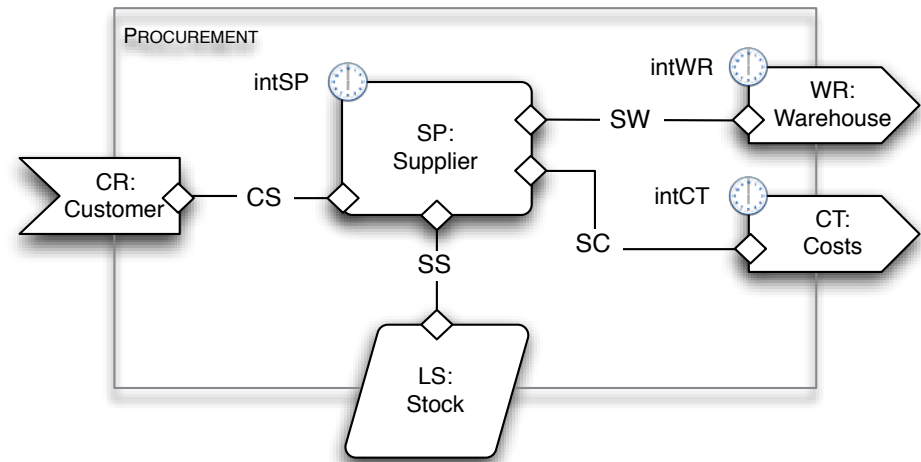 PROCUREMENT
intSP
intWR
WR:
Warehouse
SP:
Supplier
SW
CR:
Customer
CS
intCT
CT:
Costs
SC
SS
LS:
Stock